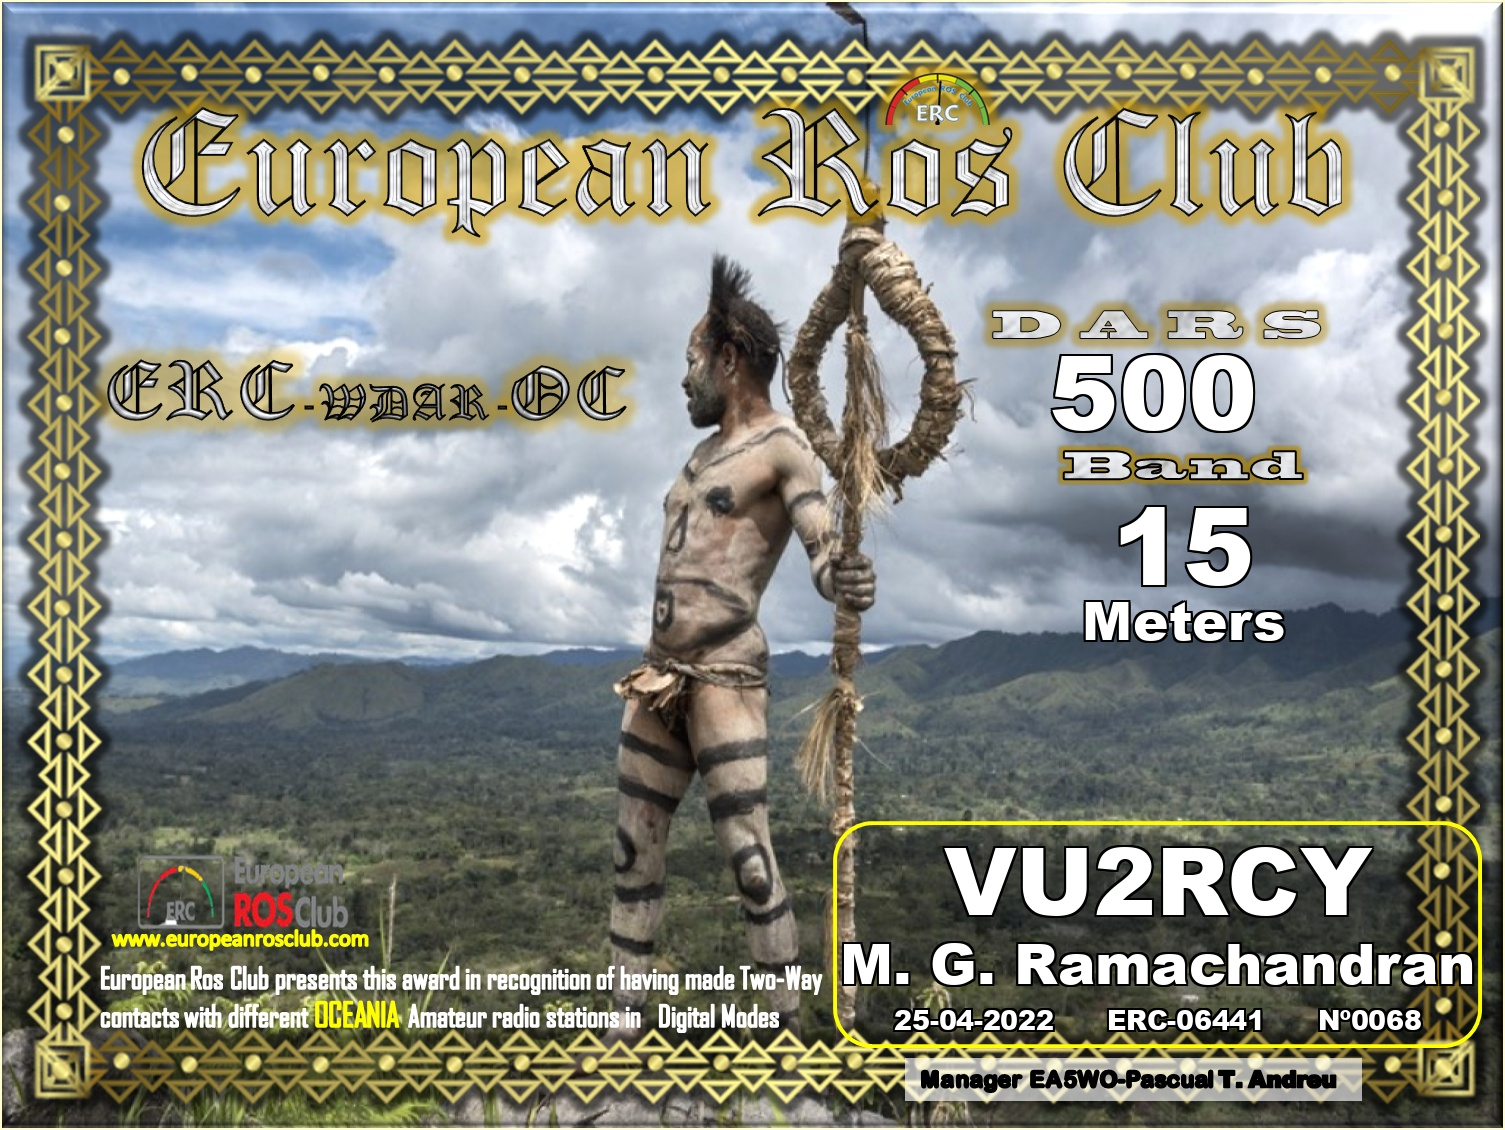 European Ros Club
ERC
European ROS Club
ERC-WDAR-OC
DARS
500
Band
15
Meters
ERC
European
ROSClub
www.europeanrosclub.com
European Ros Club presents this award in recognition of having made Two-Way
contacts with different OCEANIA Amateur radio stations in Digital Modes
VU2RCY
M. G. Ramachandran
25-04-2022 ERC-06441 Nº0068
Manager EA5WO-Pascual T. Andreu